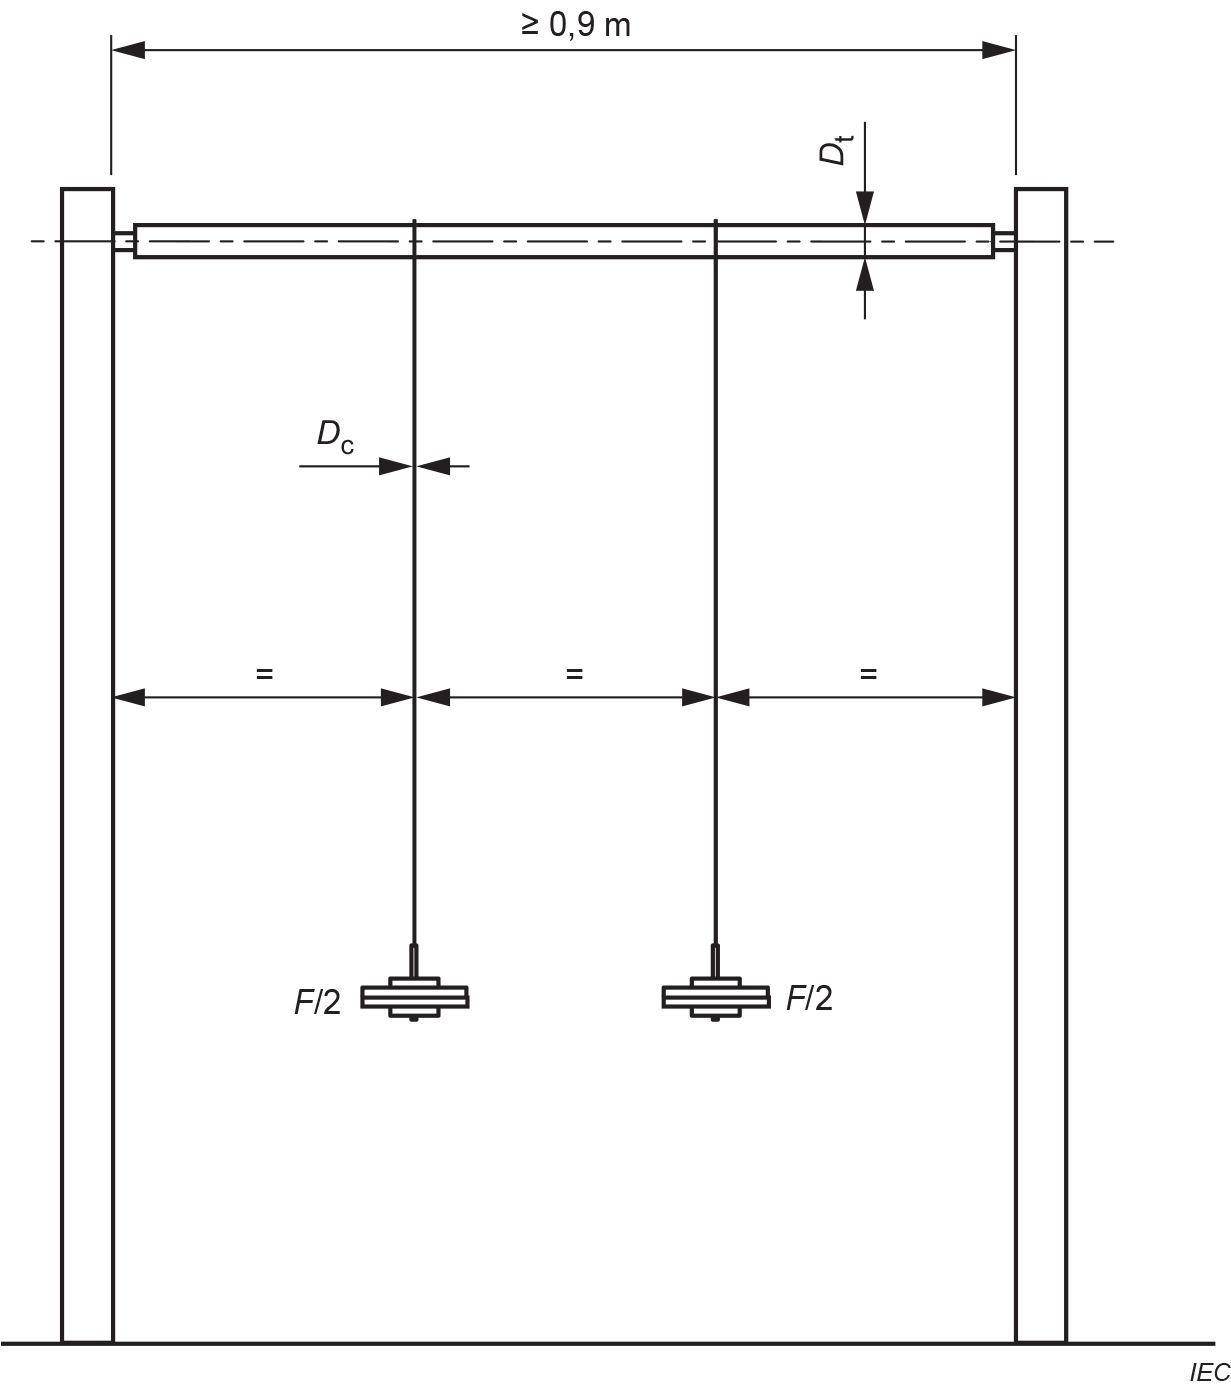 ≥ 0,9 m
Dt
Dc
= = =
F/2 F/2
IEC